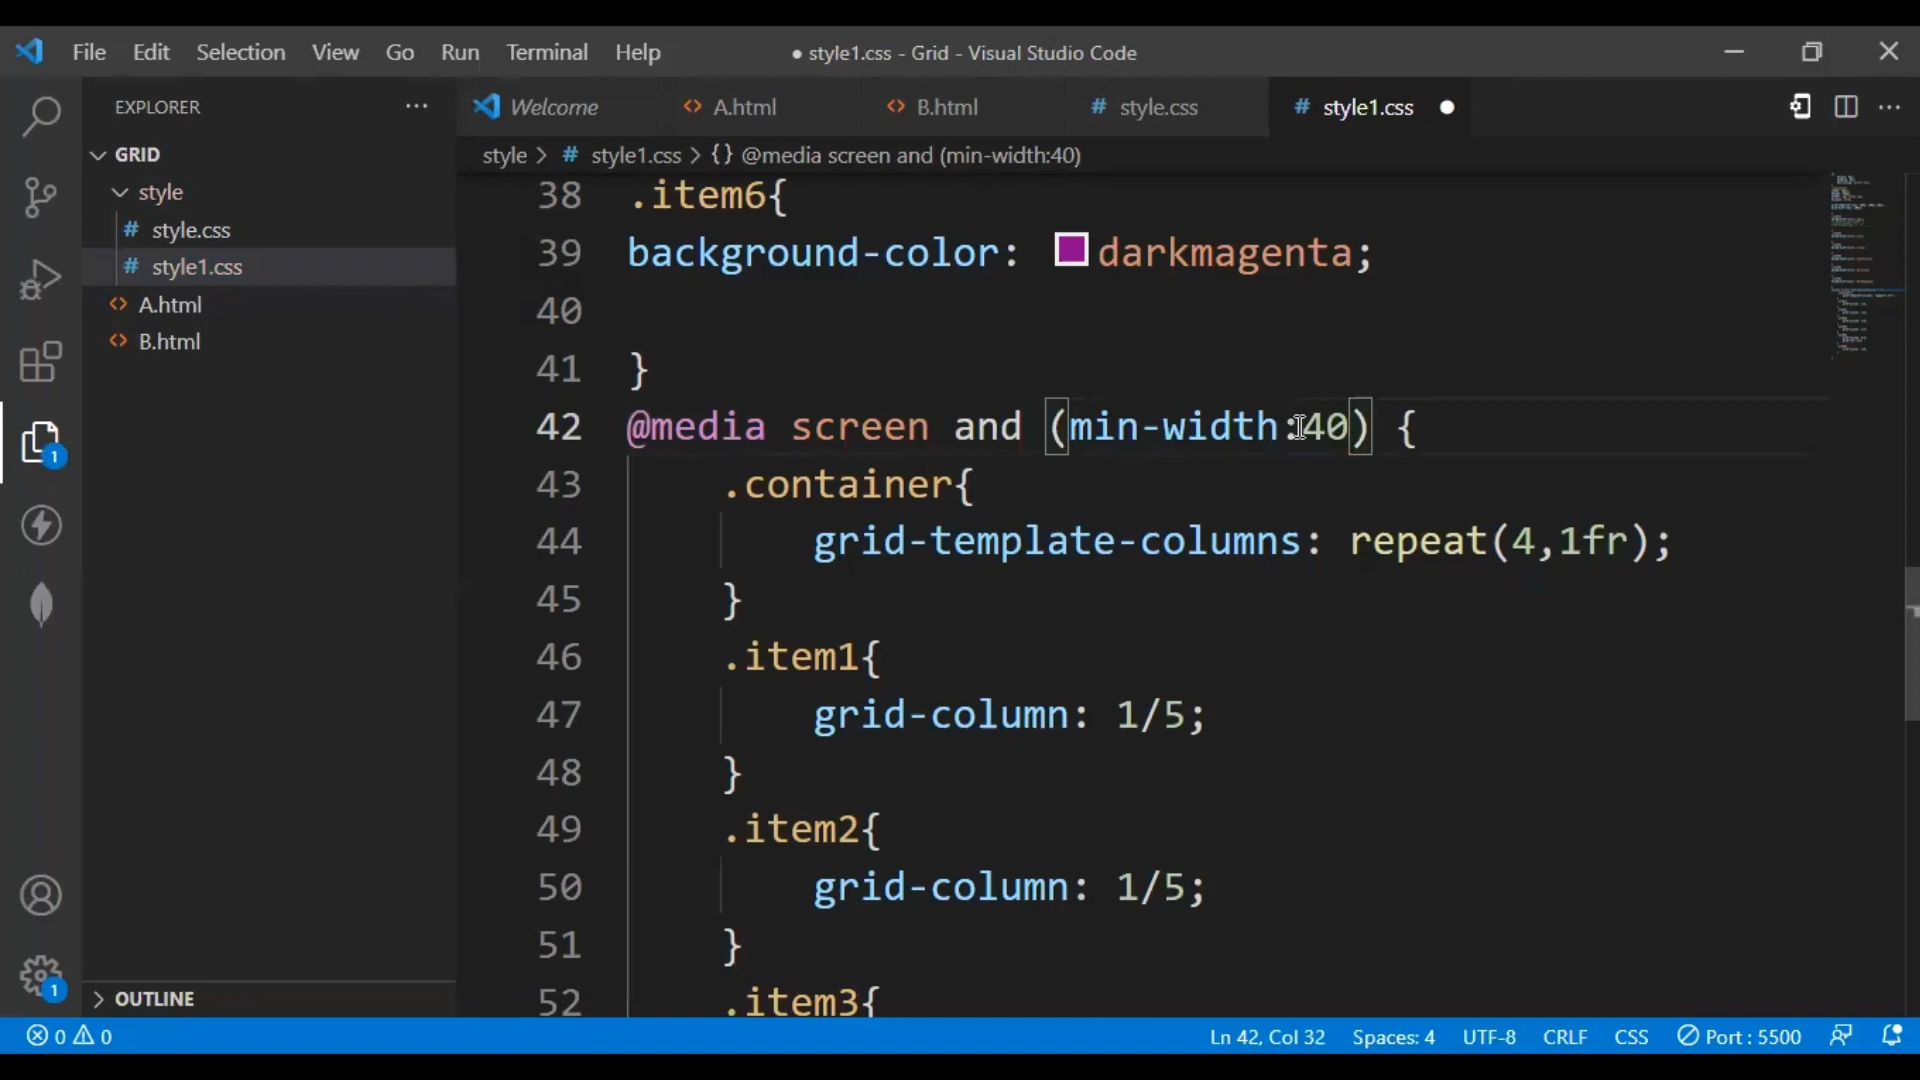 File Edit Selection View Go Run Terminal Help ● style1.css - Grid - Visual Studio Code
EXPLORER ···
Welcome <> A.html <> B.html # style.css # style1.css ● ···
GRID
style > # style1.css > {} @media screen and (min-width:40)
style
# style.css
# style1.css
<> A.html
<> B.html
38 .item6{
39 background-color: darkmagenta;
40
41 }
42 @media screen and (min-width:40) {
43 .container{
44 grid-template-columns: repeat(4,1fr);
45 }
46 .item1{
47 grid-column: 1/5;
48 }
49 .item2{
50 grid-column: 1/5;
51 }
52 .item3{
1
1
OUTLINE
0 0 Ln 42, Col 32 Spaces: 4 UTF-8 CRLF CSS Port : 5500